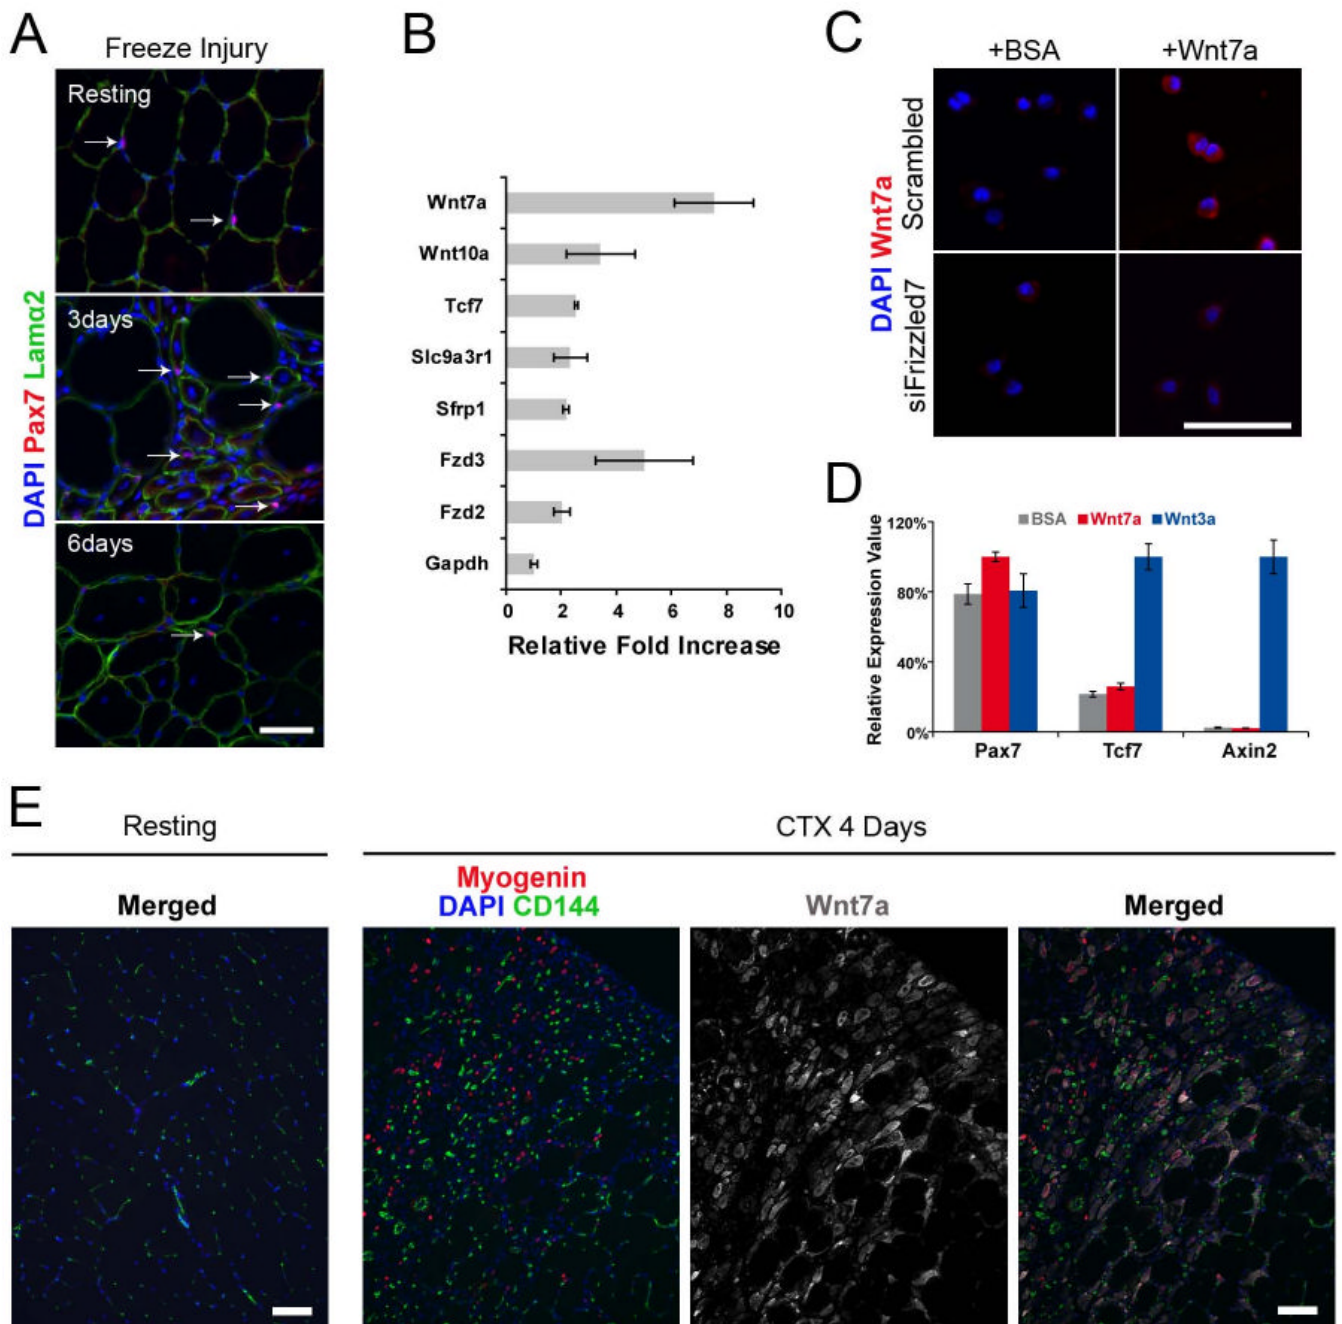 A
Freeze Injury
DAPI Pax7 Lamα2
Resting
3days
6days
B
Wnt7a
Wnt10a
Tcf7
Slc9a3r1
Sfrp1
Fzd3
Fzd2
Gapdh
0 2 4 6 8 10
Relative Fold Increase
C
+BSA +Wnt7a
DAPI Wnt7a
Scrambled
siFrizzled7
D
BSA Wnt7a Wnt3a
Relative Expression Value
120%
80%
40%
0%
Pax7 Tcf7 Axin2
E
Resting
CTX 4 Days
Merged
Myogenin
DAPI CD144
Wnt7a
Merged